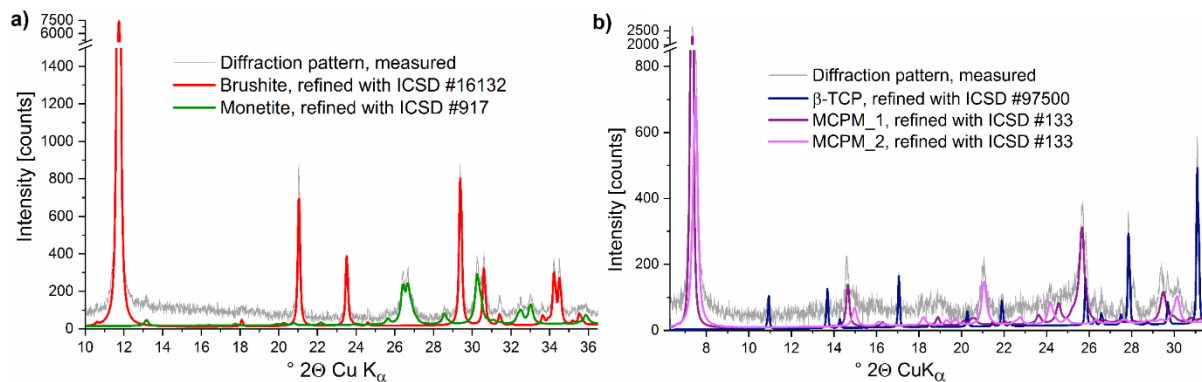 a)
7500
6000
1400
1200
1000
800
600
400
200
0
Intensity [counts]
Diffraction pattern, measured
Brushite, refined with ICSD #16132
Monetite, refined with ICSD #917
10 12 14 16 18 20 22 24 26 28 30 32 34 36
° 2Θ Cu Kα
b)
2500
2000
800
600
400
200
0
Intensity [counts]
Diffraction pattern, measured
β-TCP, refined with ICSD #97500
MCPM_1, refined with ICSD #133
MCPM_2, refined with ICSD #133
8 10 12 14 16 18 20 22 24 26 28 30
° 2Θ CuKα